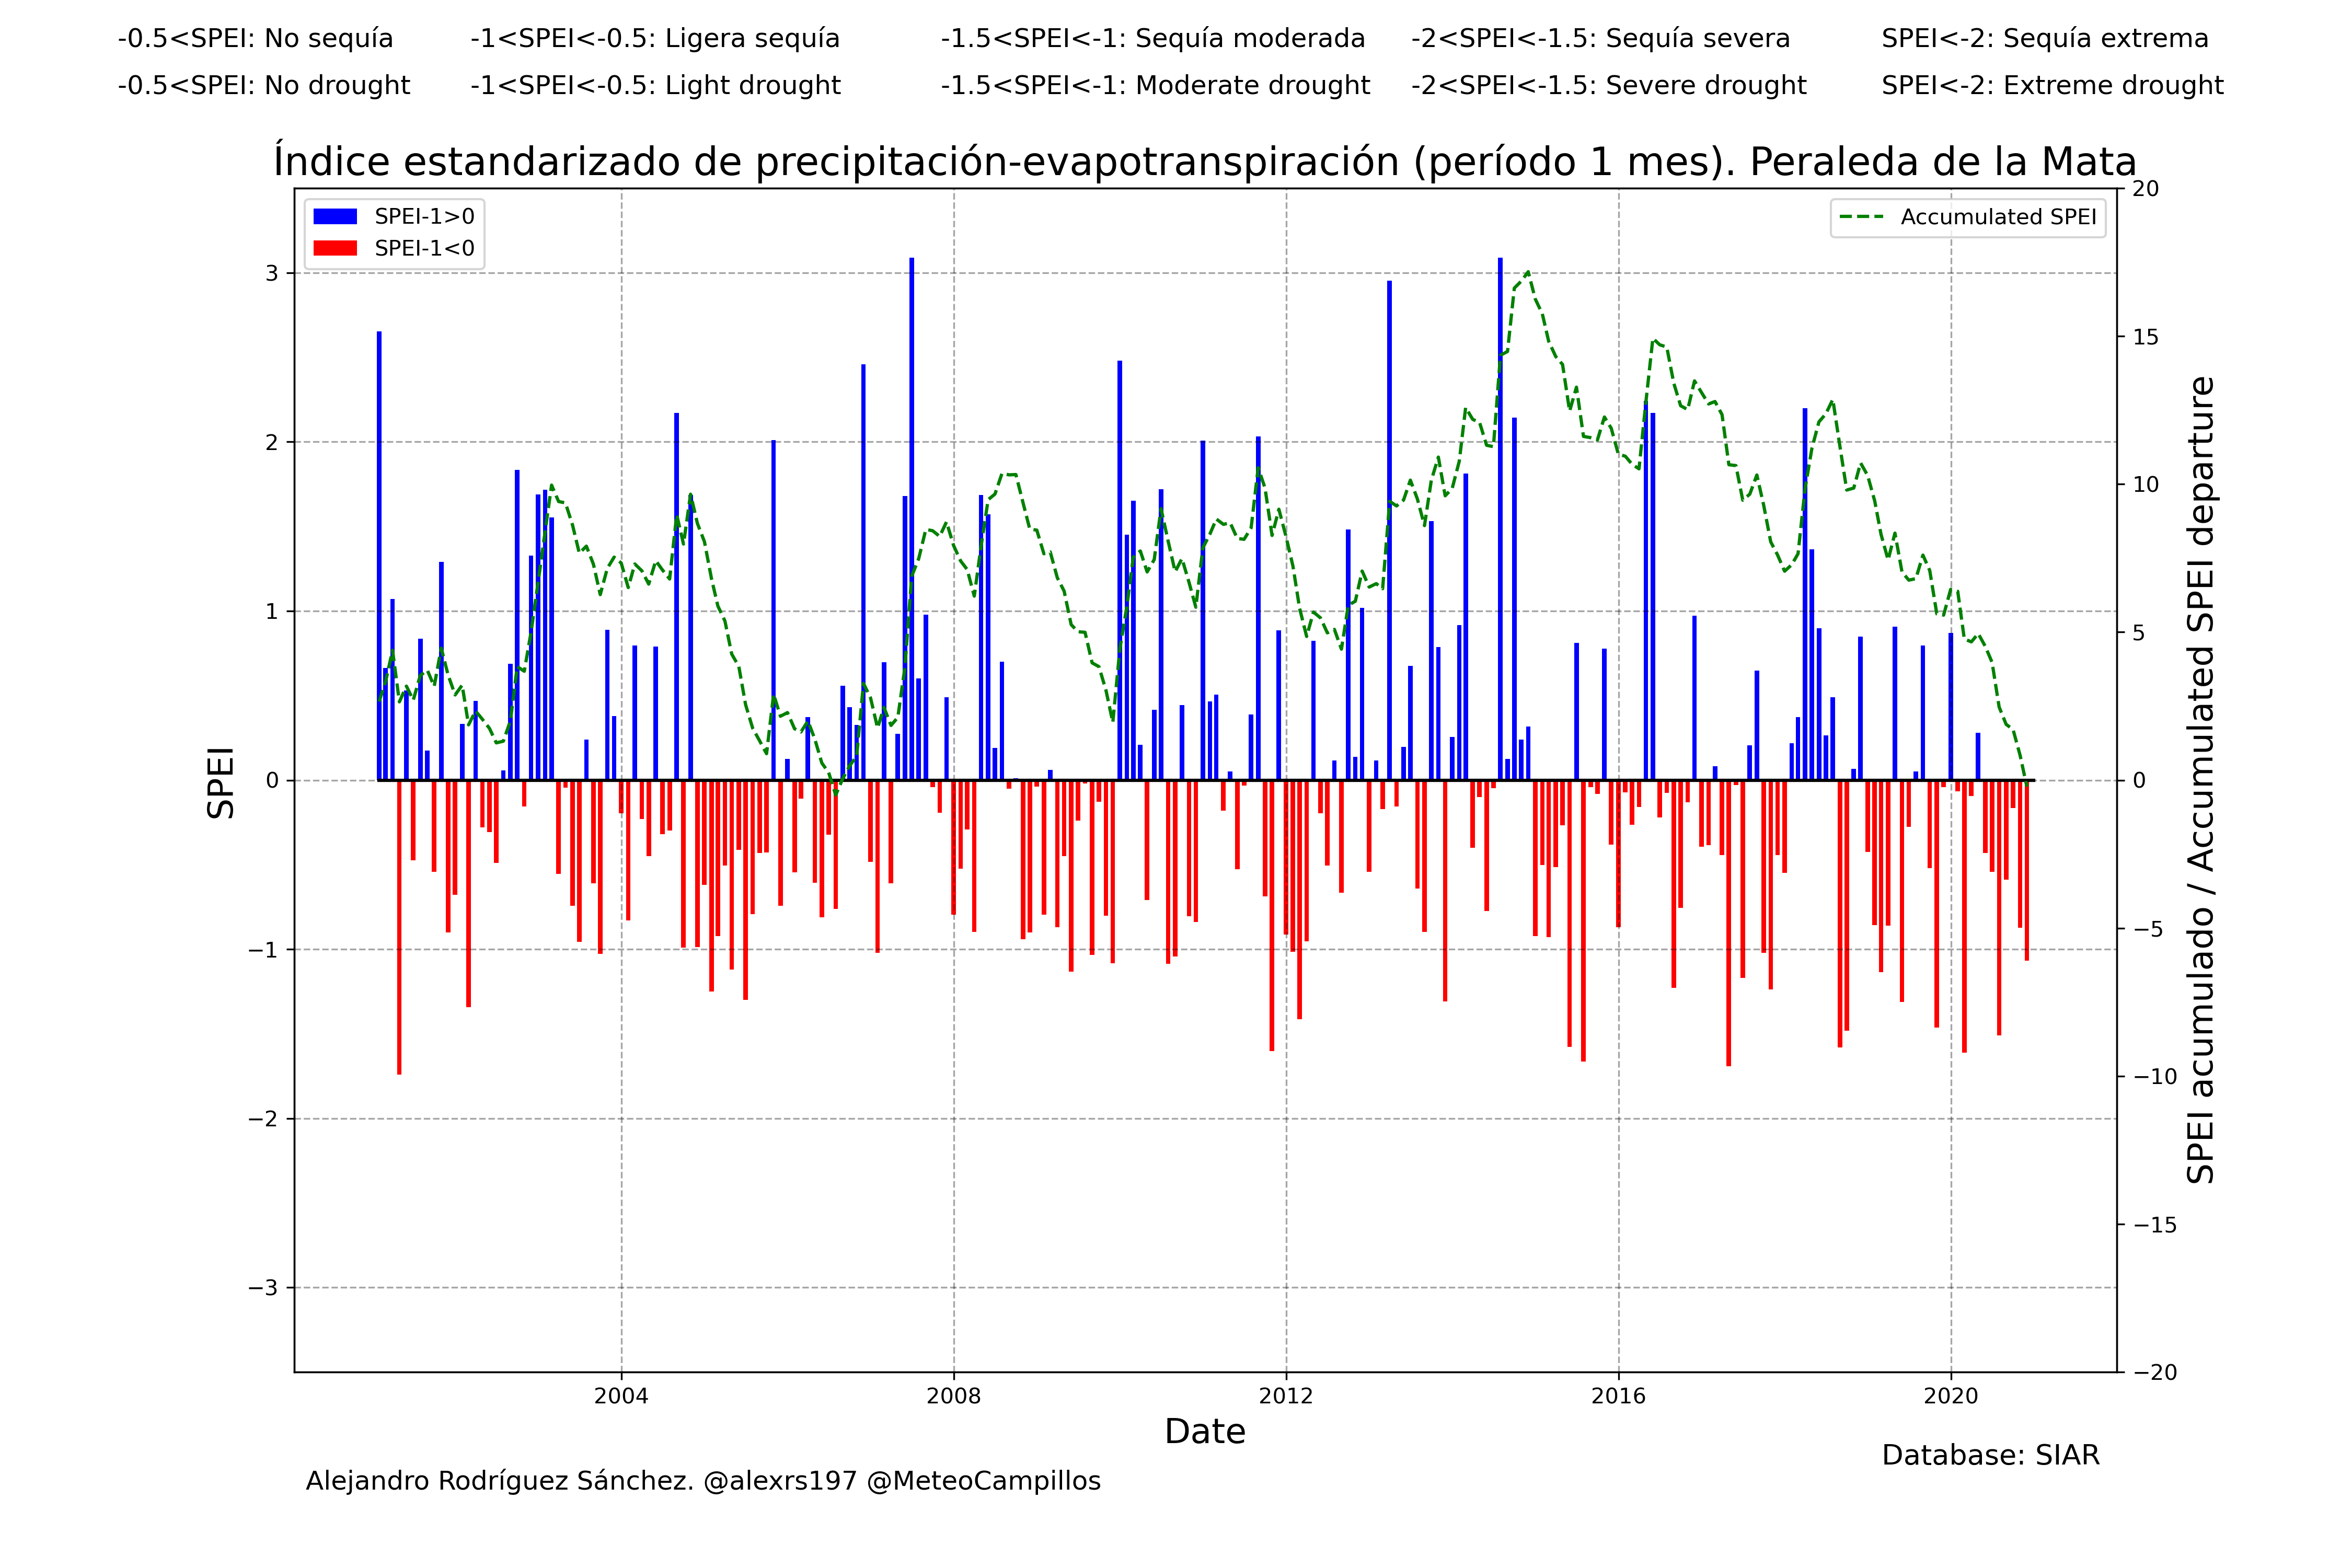 -0.5<SPEI: No sequía -1<SPEI<-0.5: Ligera sequía -1.5<SPEI<-1: Sequía moderada -2<SPEI<-1.5: Sequía severa SPEI<-2: Sequía extrema
-0.5<SPEI: No drought -1<SPEI<-0.5: Light drought -1.5<SPEI<-1: Moderate drought -2<SPEI<-1.5: Severe drought SPEI<-2: Extreme drought
Índice estandarizado de precipitación-evapotranspiración (período 1 mes). Peraleda de la Mata
SPEI-1>0
SPEI-1<0
Accumulated SPEI
SPEI
3
2
1
0
−1
−2
−3
20
15
10
5
0
−5
−10
−15
−20
SPEI acumulado / Accumulated SPEI departure
2004 2008 2012 2016 2020
Date
Database: SIAR
Alejandro Rodríguez Sánchez. @alexrs197 @MeteoCampillos